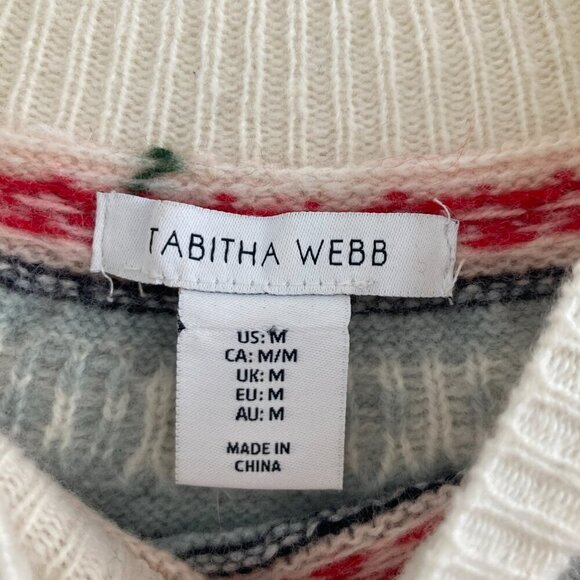 TABITHA WEBB
US: M
CA: M/M
UK: M
EU: M
AU: M
MADE IN
CHINA